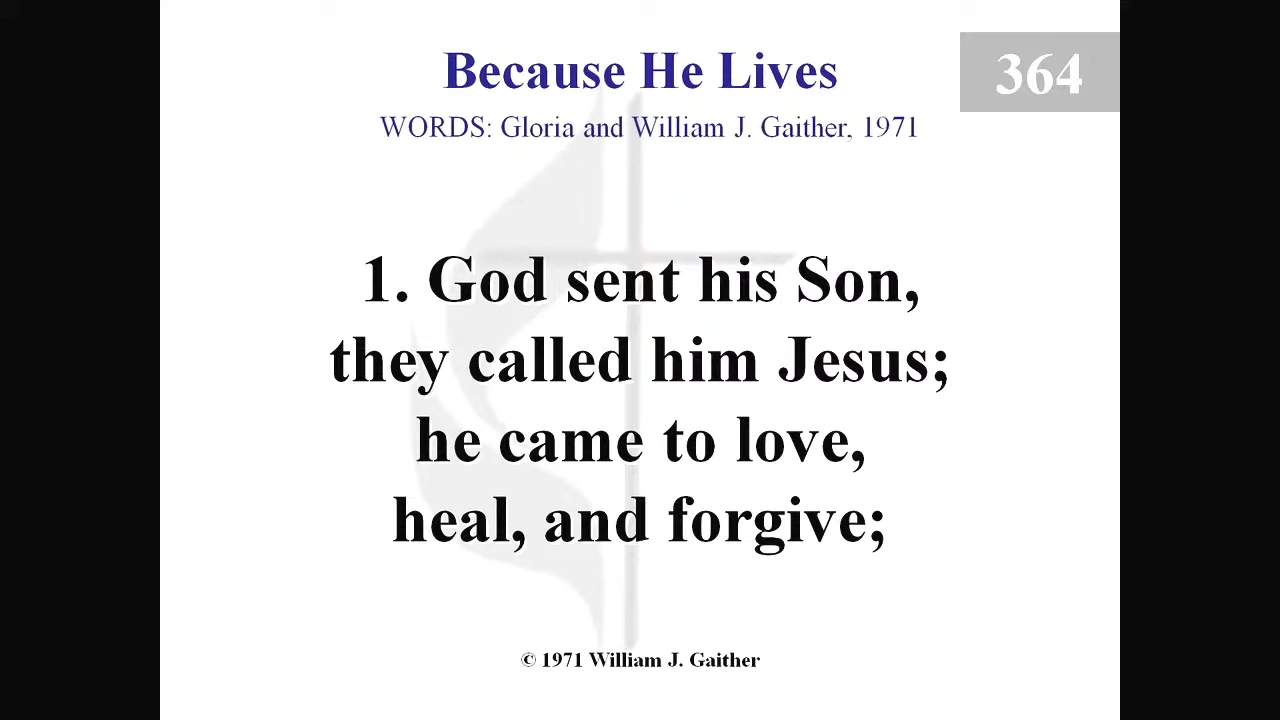 Because He Lives
364
WORDS: Gloria and William J. Gaither, 1971
1. God sent his Son,
they called him Jesus;
he came to love,
heal, and forgive;
© 1971 William J. Gaither